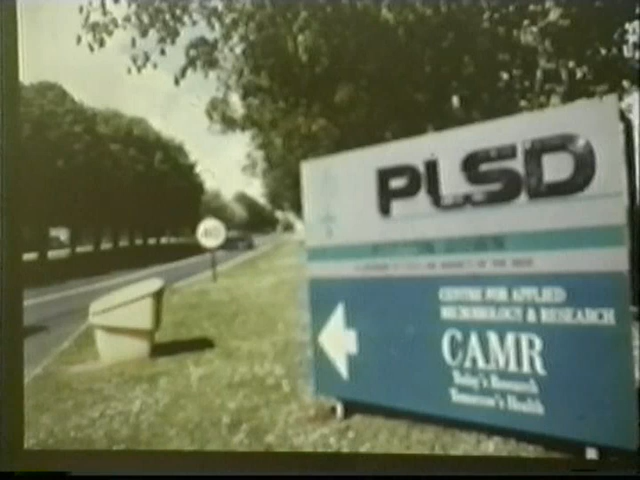 PLSD
CENTRE FOR APPLIED
MICROBIOLOGY & RESEARCH
CAMR
Today's Research
Tomorrow's Health